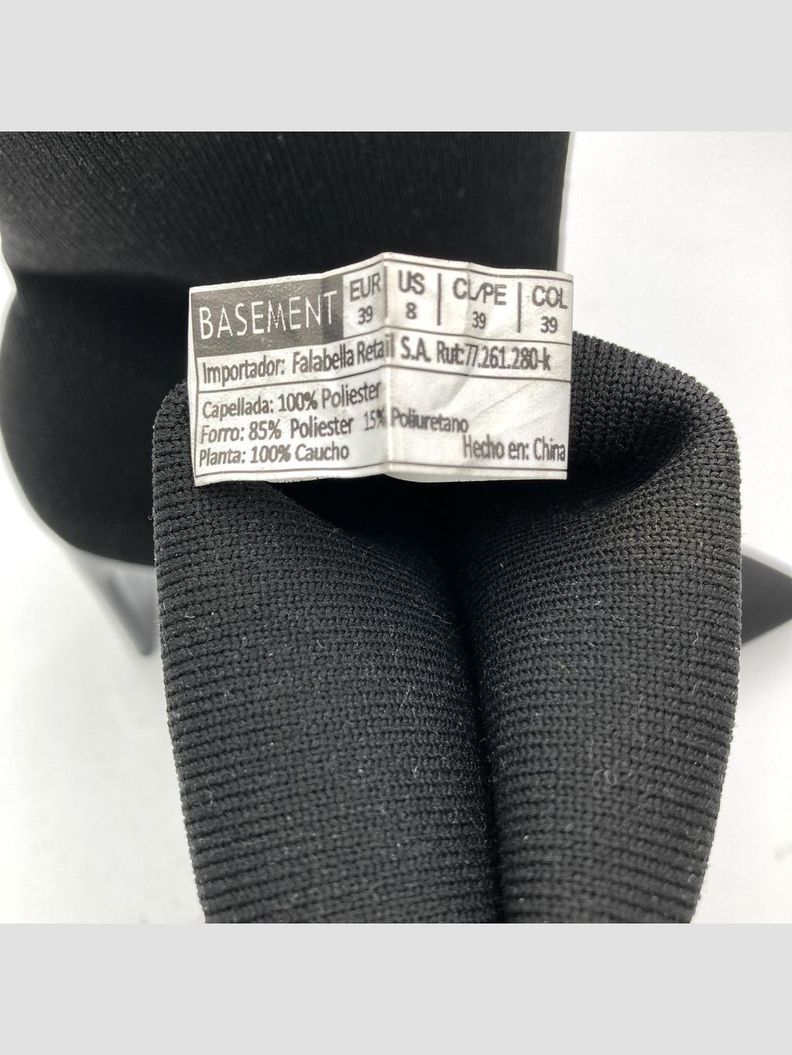 BASEMENT EUR US CL/PE COL
39 8 39 39
Importador: Falabella Retail S.A. Rut:77.261.280-k
Capellada: 100% Poliester
Forro: 85% Poliester 15% Poliuretano
Planta: 100% Caucho Hecho en: China